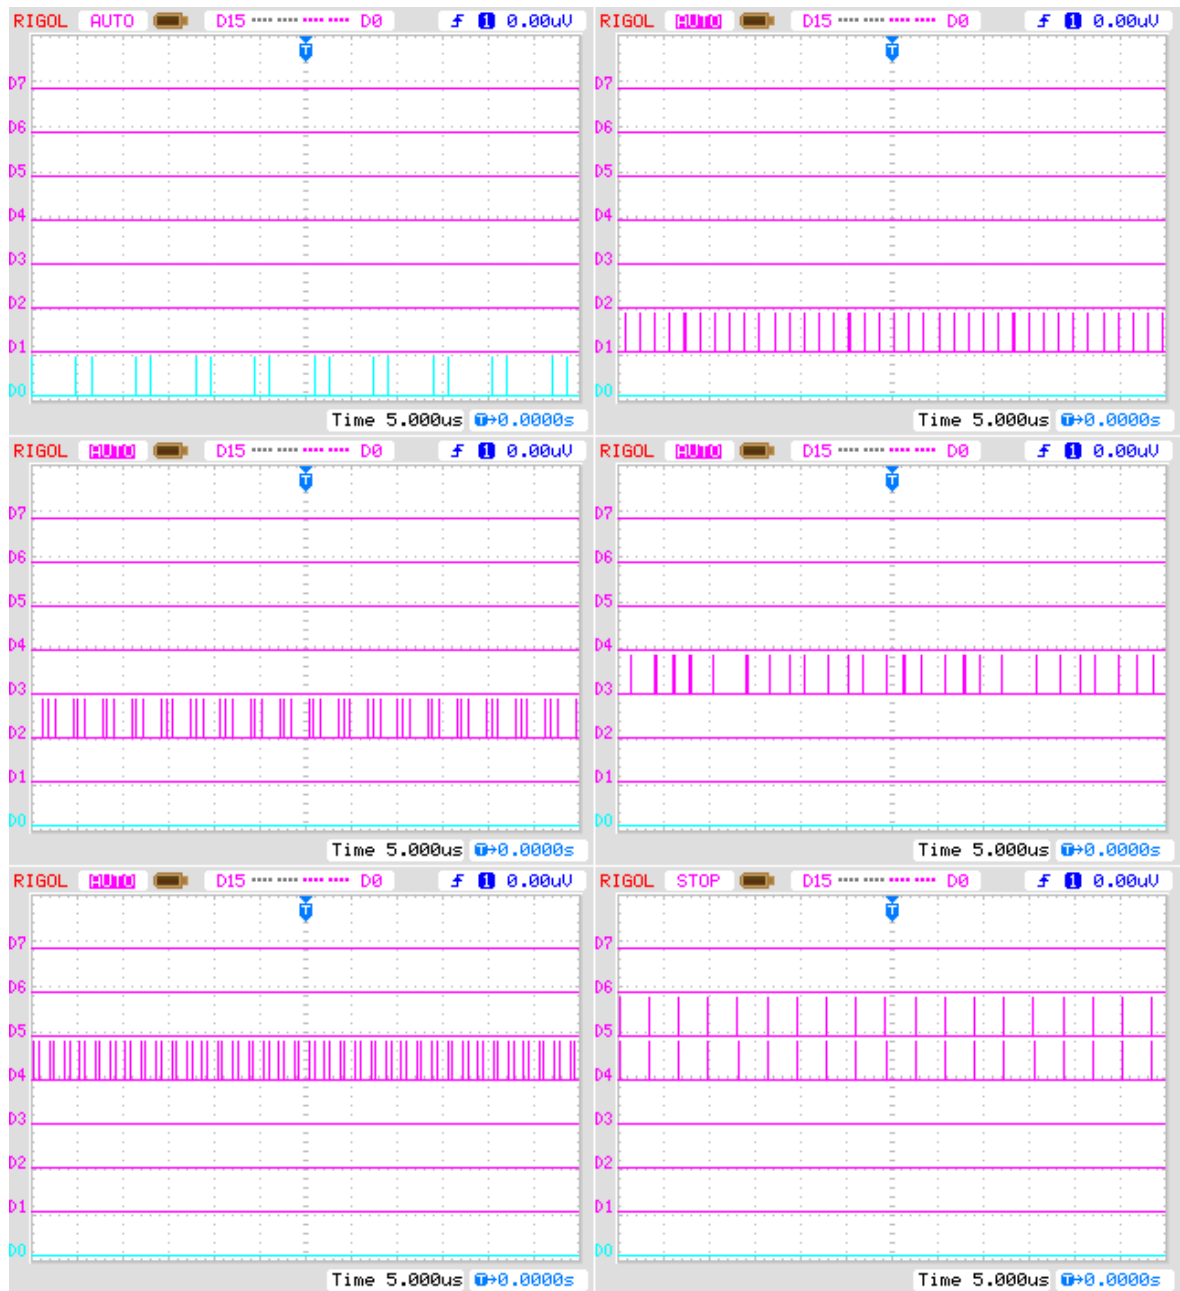 RIGOL AUTO D15 D0 1 0.00uV
T
D7
D6
D5
D4
D3
D2
D1
D0
Time 5.000us T→0.0000s
RIGOL AUTO D15 D0 1 0.00uV
T
D7
D6
D5
D4
D3
D2
D1
D0
Time 5.000us T→0.0000s
RIGOL AUTO D15 D0 1 0.00uV
T
D7
D6
D5
D4
D3
D2
D1
D0
Time 5.000us T→0.0000s
RIGOL AUTO D15 D0 1 0.00uV
T
D7
D6
D5
D4
D3
D2
D1
D0
Time 5.000us T→0.0000s
RIGOL AUTO D15 D0 1 0.00uV
T
D7
D6
D5
D4
D3
D2
D1
D0
Time 5.000us T→0.0000s
RIGOL STOP D15 D0 1 0.00uV
T
D7
D6
D5
D4
D3
D2
D1
D0
Time 5.000us T→0.0000s